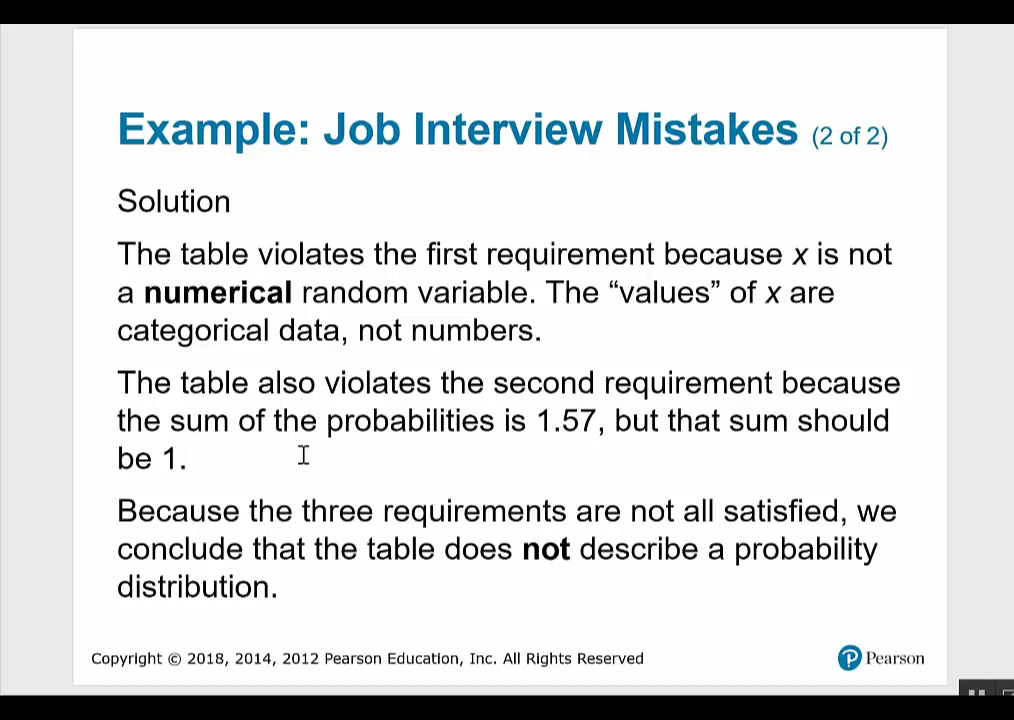 Example: Job Interview Mistakes (2 of 2)
Solution
The table violates the first requirement because x is not
a numerical random variable. The “values” of x are
categorical data, not numbers.
The table also violates the second requirement because
the sum of the probabilities is 1.57, but that sum should
be 1.
Because the three requirements are not all satisfied, we
conclude that the table does not describe a probability
distribution.
Copyright © 2018, 2014, 2012 Pearson Education, Inc. All Rights Reserved
P Pearson